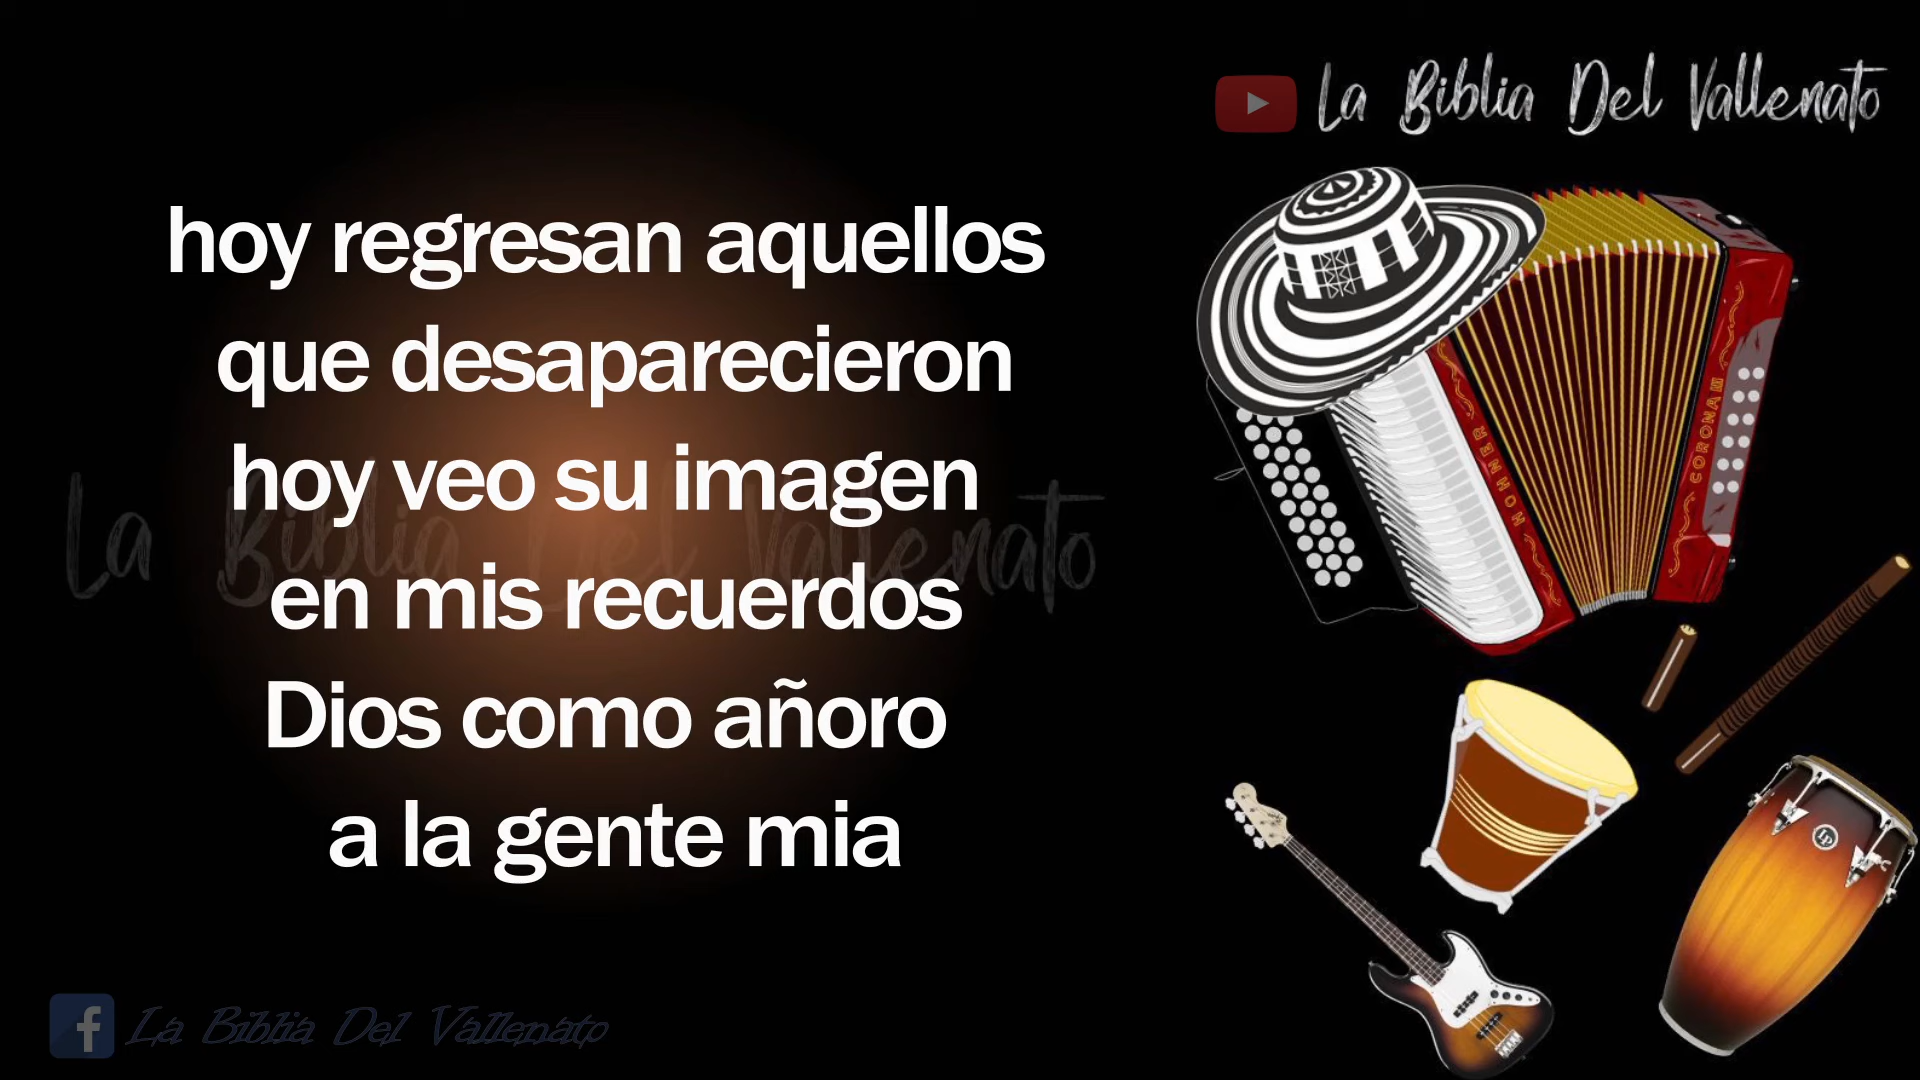 La Biblia Del Vallenato
hoy regresan aquellos
que desaparecieron
hoy veo su imagen
en mis recuerdos
Dios como añoro
a la gente mia
La Biblia Del Vallenato
HOHNER
CORONA III
LP
La Biblia Del Vallenato